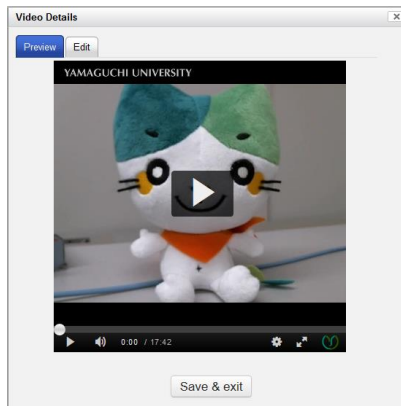 Video Details
Preview Edit
YAMAGUCHI UNIVERSITY
0:00 / 17:42
Save & exit